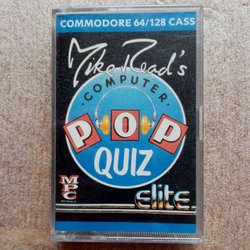 COMMODORE 64/128 CASS
Mike Read's
COMPUTER
POP
QUIZ
MPC
elite